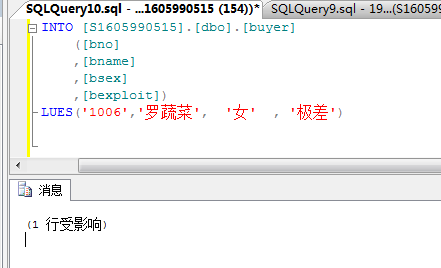 SQLQuery10.sql - ...1605990515 (154))* SQLQuery9.sql - 19...(S1605990515
INTO [S1605990515].[dbo].[buyer]
([bno]
,[bname]
,[bsex]
,[bexploit])
LUES('1006','罗蔬菜', '女' , '极差')
消息
(1 行受影响)